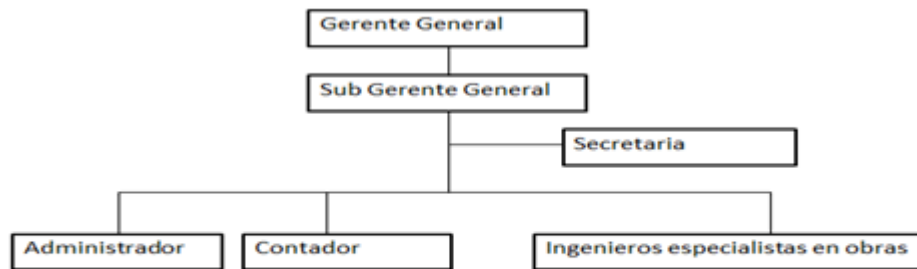 Gerente General
Sub Gerente General
Secretaria
Administrador
Contador
Ingenieros especialistas en obras